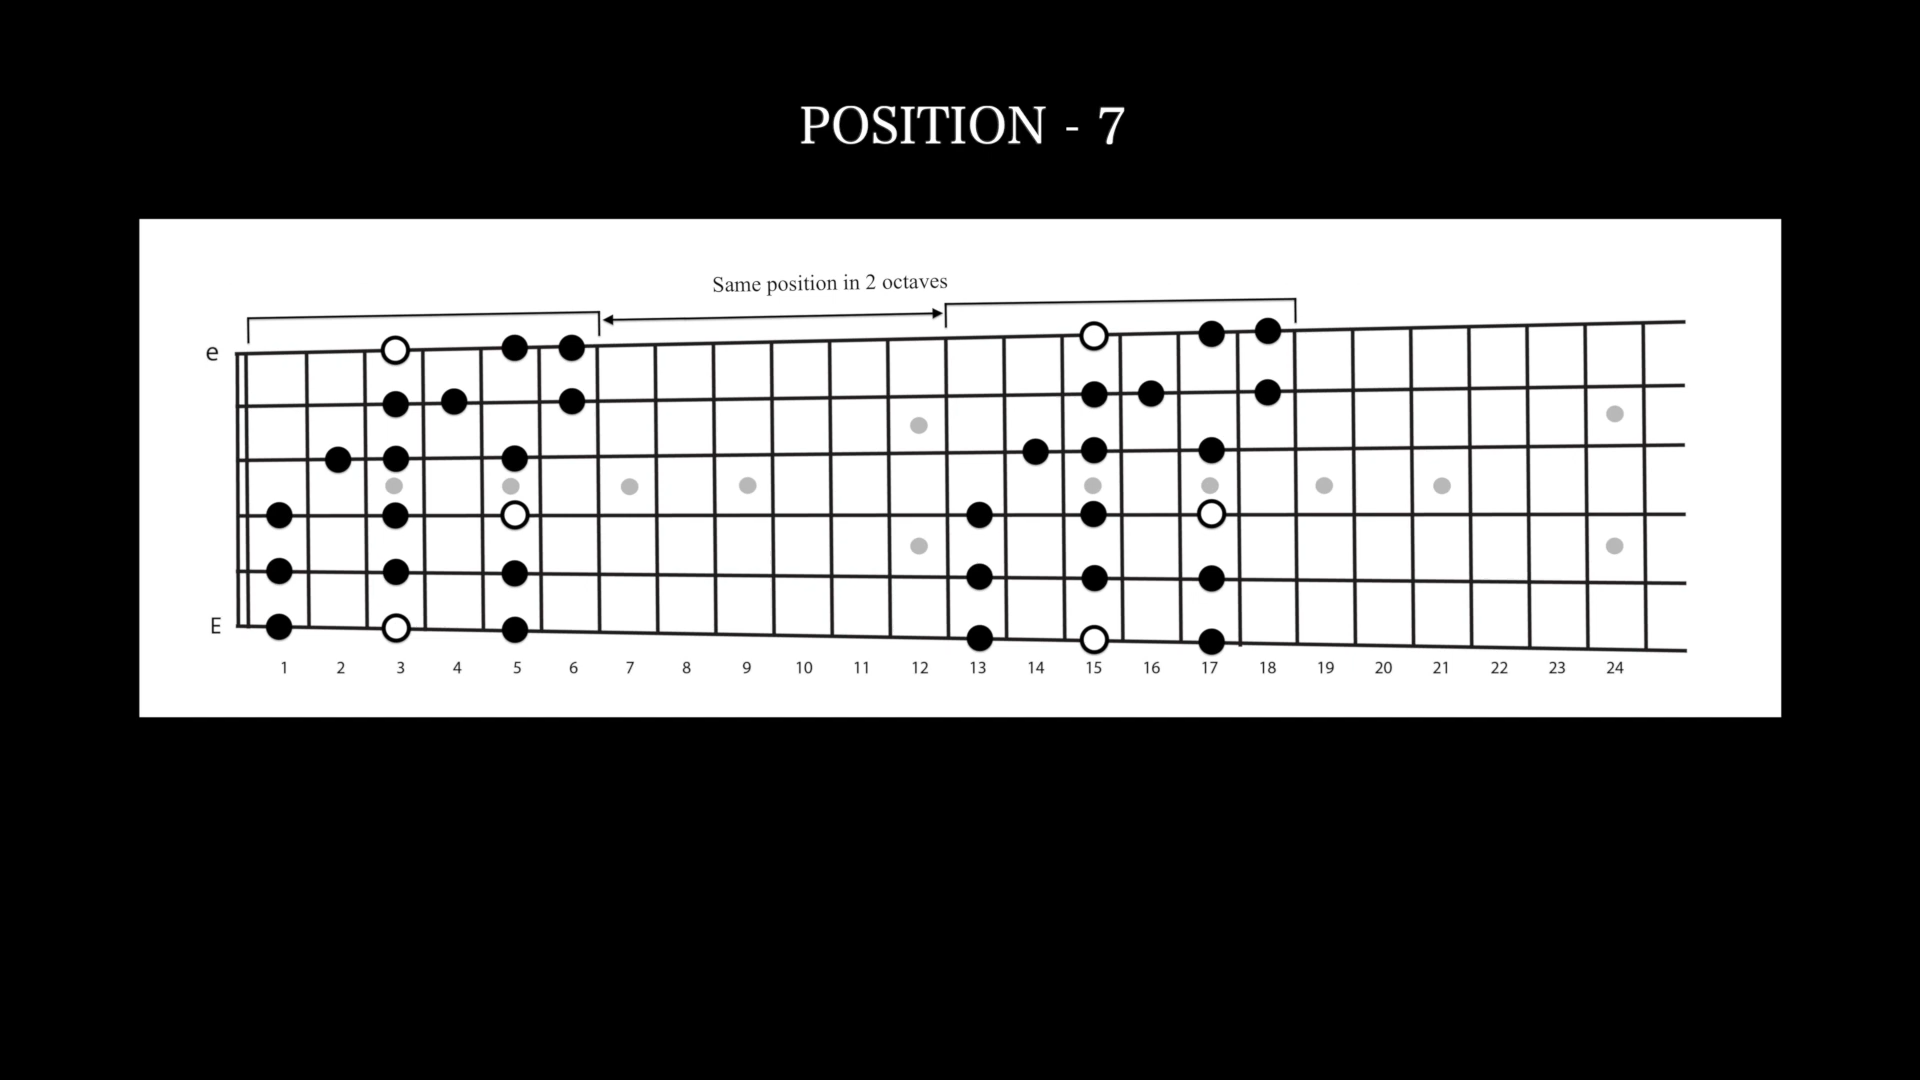 POSITION - 7
Same position in 2 octaves
e
E
1 2 3 4 5 6 7 8 9 10 11 12 13 14 15 16 17 18 19 20 21 22 23 24